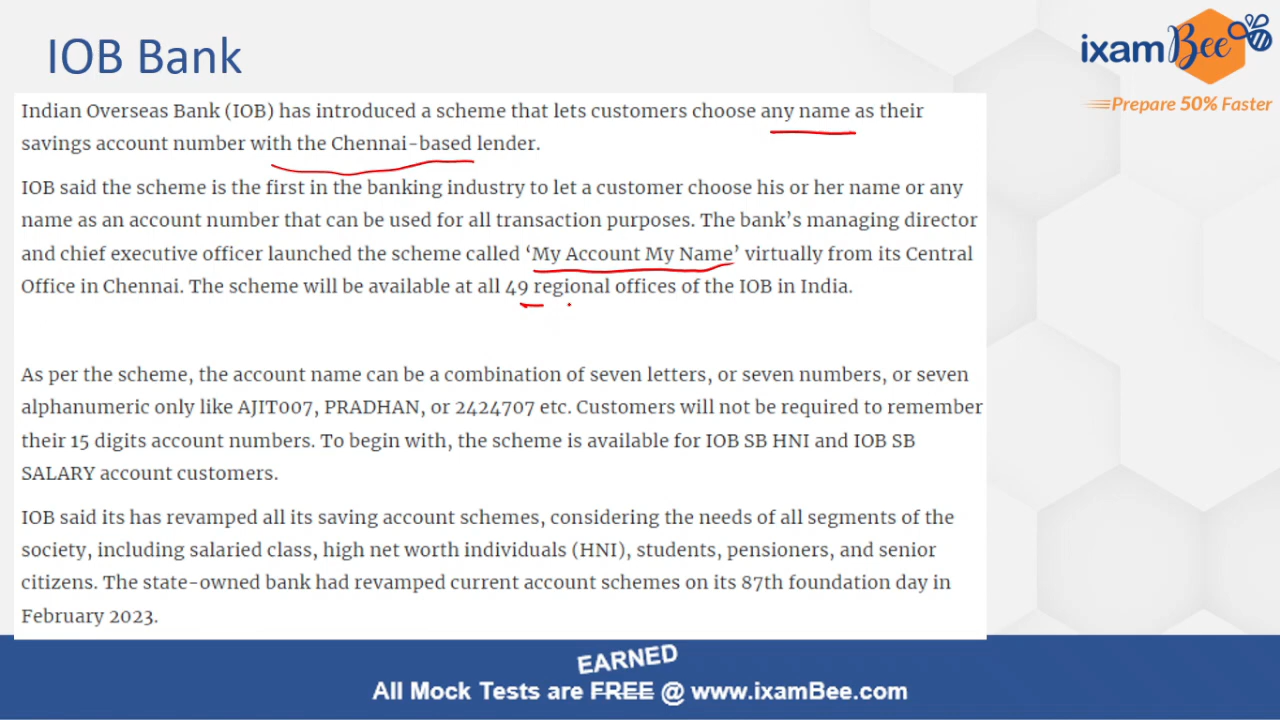 IOB Bank
ixamBee
Prepare 50% Faster
Indian Overseas Bank (IOB) has introduced a scheme that lets customers choose any name as their
savings account number with the Chennai-based lender.
IOB said the scheme is the first in the banking industry to let a customer choose his or her name or any
name as an account number that can be used for all transaction purposes. The bank's managing director
and chief executive officer launched the scheme called ‘My Account My Name’ virtually from its Central
Office in Chennai. The scheme will be available at all 49 regional offices of the IOB in India.
As per the scheme, the account name can be a combination of seven letters, or seven numbers, or seven
alphanumeric only like AJIT007, PRADHAN, or 2424707 etc. Customers will not be required to remember
their 15 digits account numbers. To begin with, the scheme is available for IOB SB HNI and IOB SB
SALARY account customers.
IOB said its has revamped all its saving account schemes, considering the needs of all segments of the
society, including salaried class, high net worth individuals (HNI), students, pensioners, and senior
citizens. The state-owned bank had revamped current account schemes on its 87th foundation day in
February 2023.
EARNED
All Mock Tests are FREE @ www.ixamBee.com